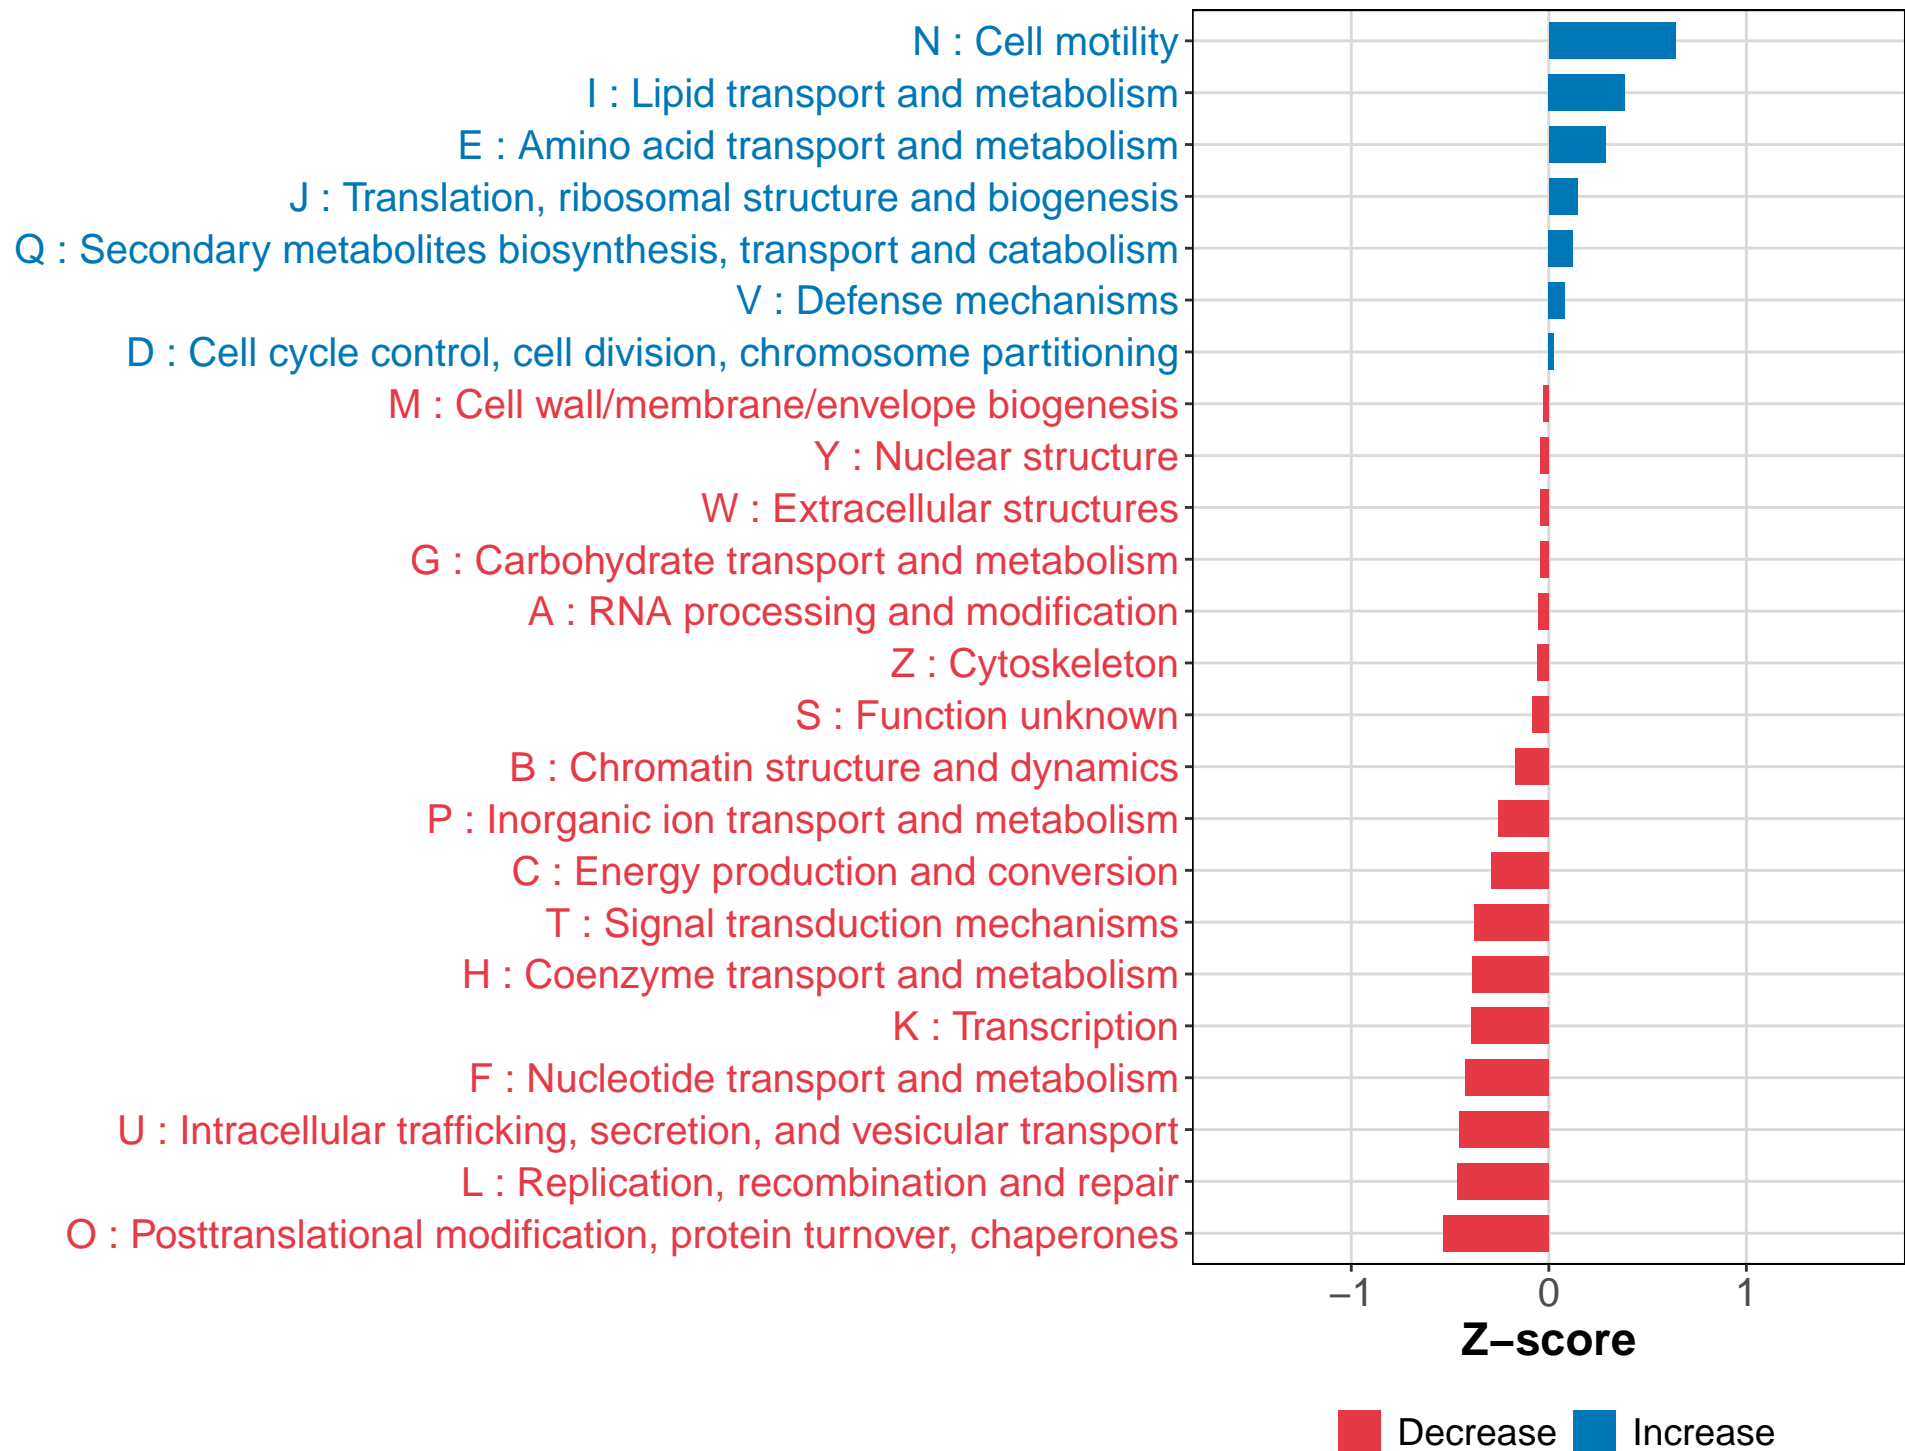 N : Cell motility
I : Lipid transport and metabolism
E : Amino acid transport and metabolism
J : Translation, ribosomal structure and biogenesis
Q : Secondary metabolites biosynthesis, transport and catabolism
V : Defense mechanisms
D : Cell cycle control, cell division, chromosome partitioning
M : Cell wall/membrane/envelope biogenesis
Y : Nuclear structure
W : Extracellular structures
G : Carbohydrate transport and metabolism
A : RNA processing and modification
Z : Cytoskeleton
S : Function unknown
B : Chromatin structure and dynamics
P : Inorganic ion transport and metabolism
C : Energy production and conversion
T : Signal transduction mechanisms
H : Coenzyme transport and metabolism
K : Transcription
F : Nucleotide transport and metabolism
U : Intracellular trafficking, secretion, and vesicular transport
L : Replication, recombination and repair
O : Posttranslational modification, protein turnover, chaperones
−1 0 1
Z−score
Decrease Increase